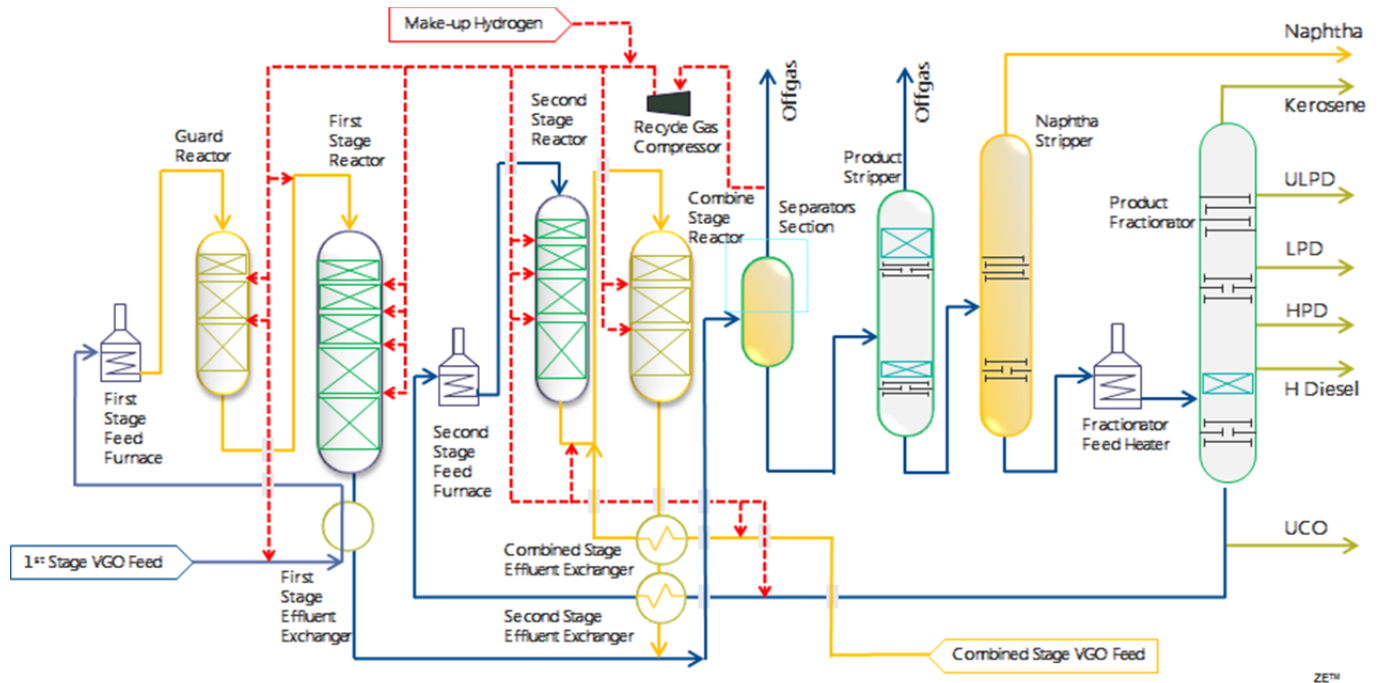 Make-up Hydrogen
Naphtha
Kerosene
Offgas
Offgas
Second
Stage
Reactor
Recycle Gas
Compressor
First
Stage
Reactor
Guard
Reactor
Naphtha
Stripper
Product
Stripper
ULPD
Combine
Stage
Reactor
Separators
Section
Product
Fractionator
LPD
HPD
H Diesel
First
Stage
Feed
Furnace
Second
Stage
Feed
Furnace
Fractionator
Feed Heater
UCO
1st Stage VGO Feed
First
Stage
Effluent
Exchanger
Combined Stage
Effluent Exchanger
Second Stage
Effluent Exchanger
Combined Stage VGO Feed
ZE™